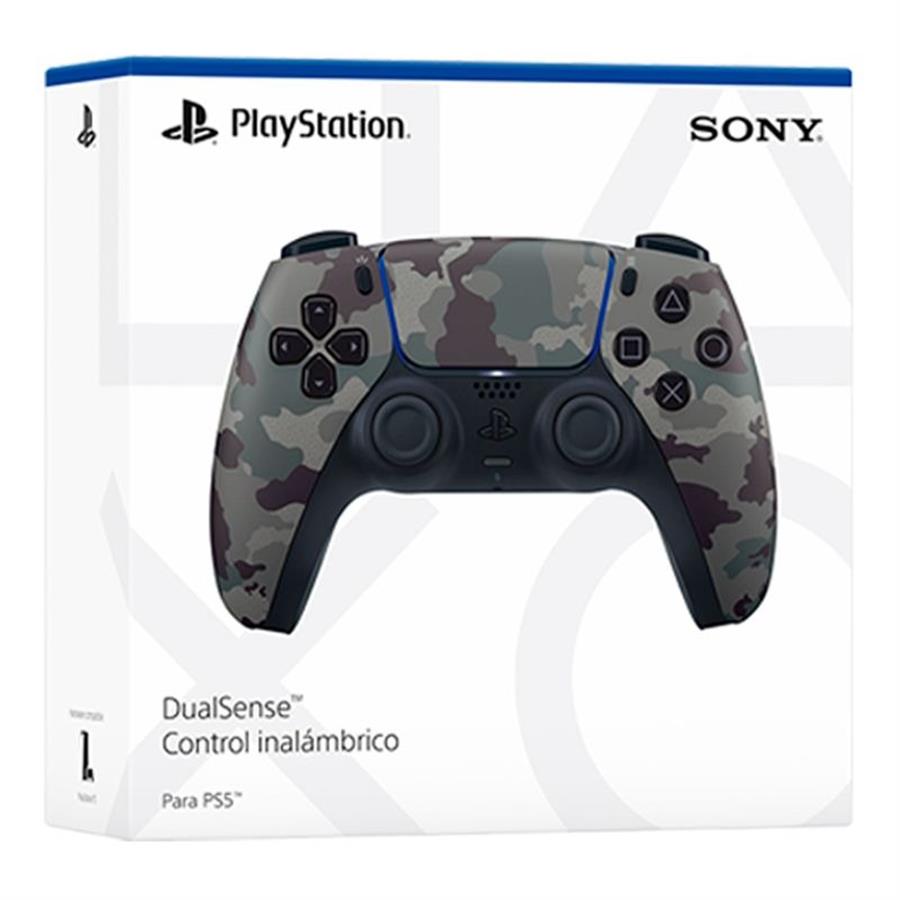 PlayStation
SONY
DualSense™
Control inalámbrico
Para PS5™